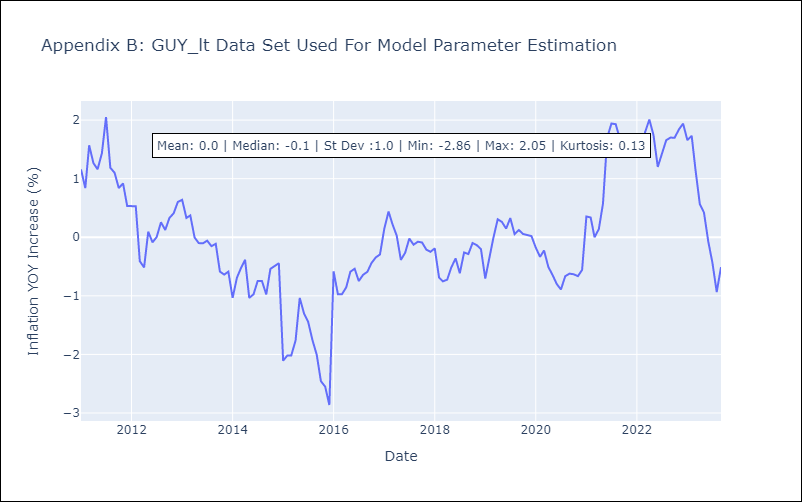 Appendix B: GUY_lt Data Set Used For Model Parameter Estimation
Mean: 0.0 | Median: -0.1 | St Dev :1.0 | Min: -2.86 | Max: 2.05 | Kurtosis: 0.13
Inflation YOY Increase (%)
2
1
0
−1
−2
−3
2012 2014 2016 2018 2020 2022
Date